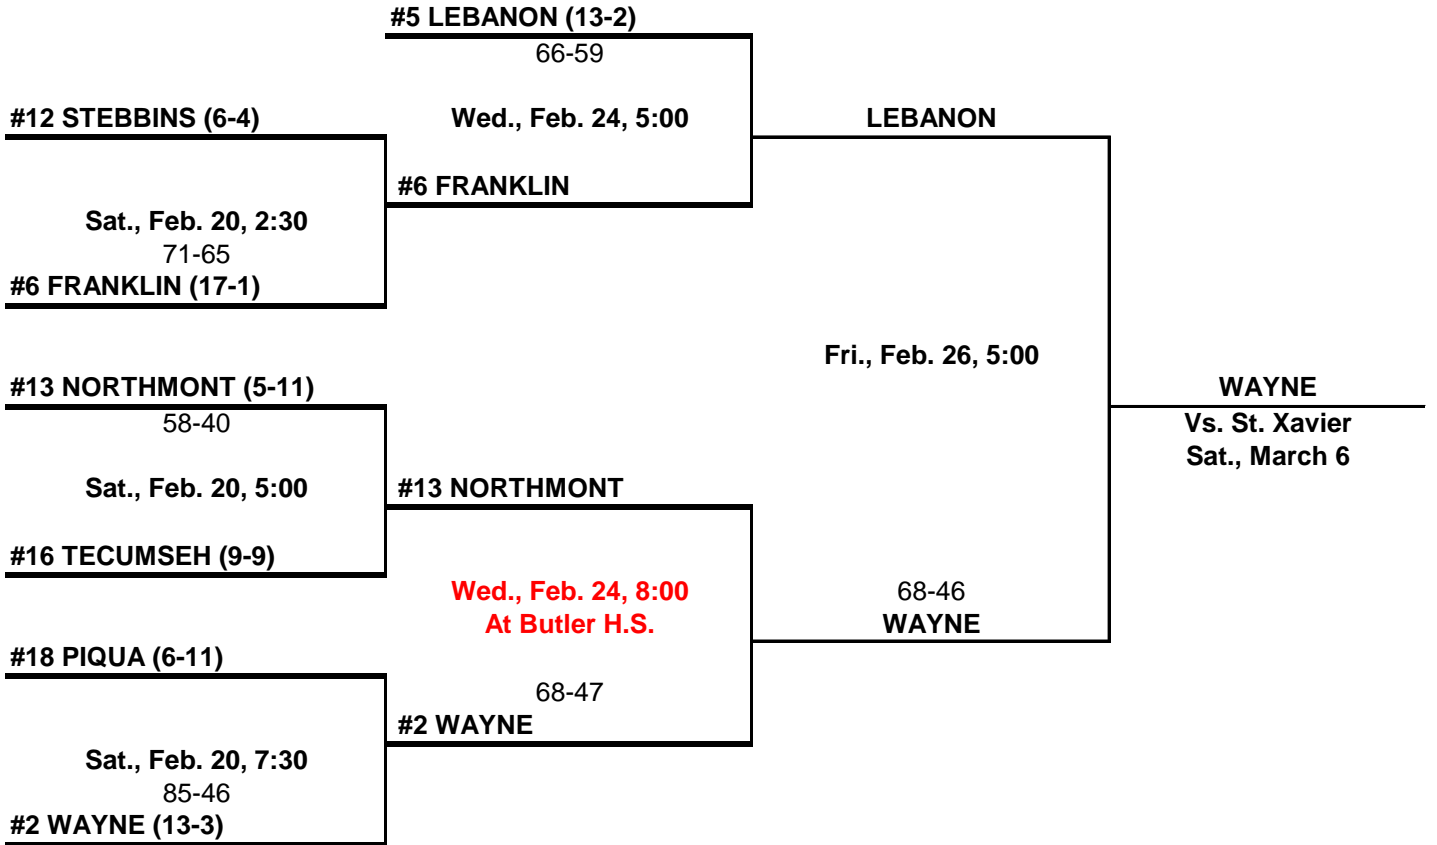 #5 LEBANON (13-2)
66-59
#12 STEBBINS (6-4)
Wed., Feb. 24, 5:00
LEBANON
#6 FRANKLIN
Sat., Feb. 20, 2:30
71-65
#6 FRANKLIN (17-1)
Fri., Feb. 26, 5:00
#13 NORTHMONT (5-11)
WAYNE
58-40
Vs. St. Xavier
Sat., March 6
Sat., Feb. 20, 5:00
#13 NORTHMONT
#16 TECUMSEH (9-9)
Wed., Feb. 24, 8:00
At Butler H.S.
68-46
WAYNE
#18 PIQUA (6-11)
68-47
#2 WAYNE
Sat., Feb. 20, 7:30
85-46
#2 WAYNE (13-3)